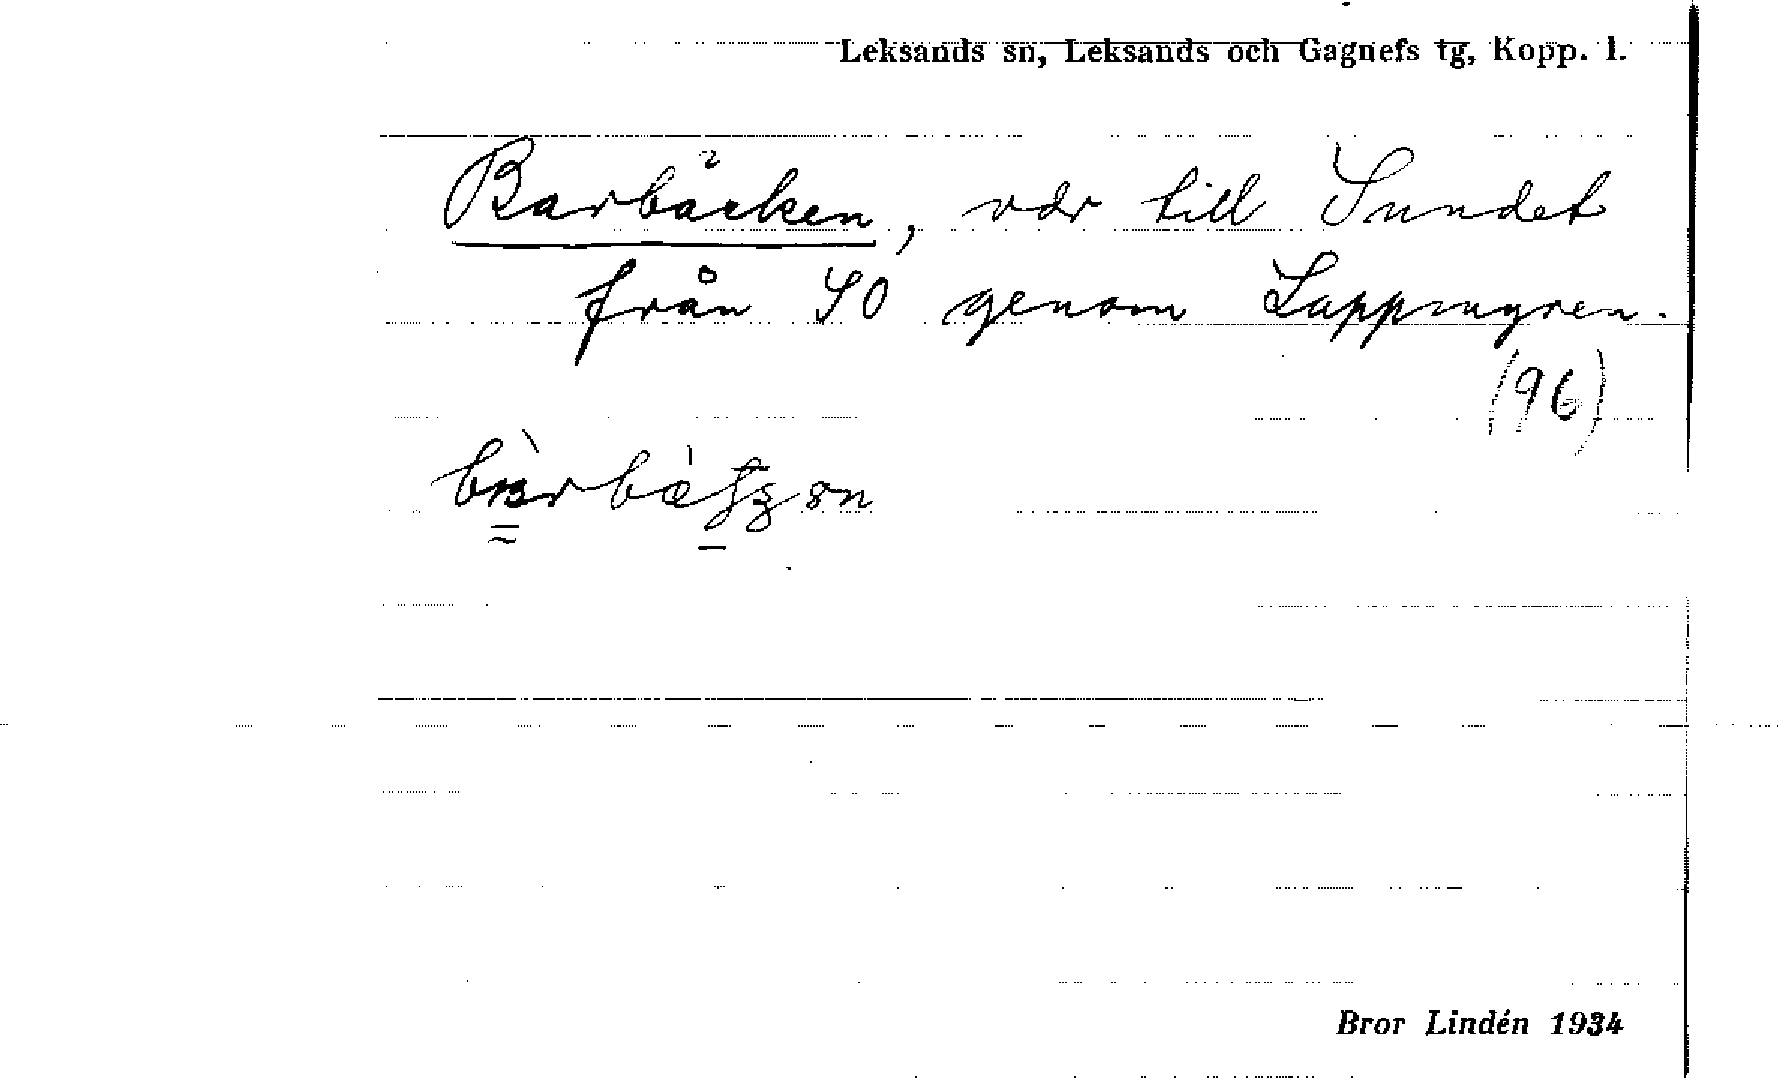 Leksands sn, Leksands och Gagnefs tg, Kopp. l.
Barbäcken, vdr till Sundet
från SO genom Lappmyren.
(96)
Bror Lindén 1934